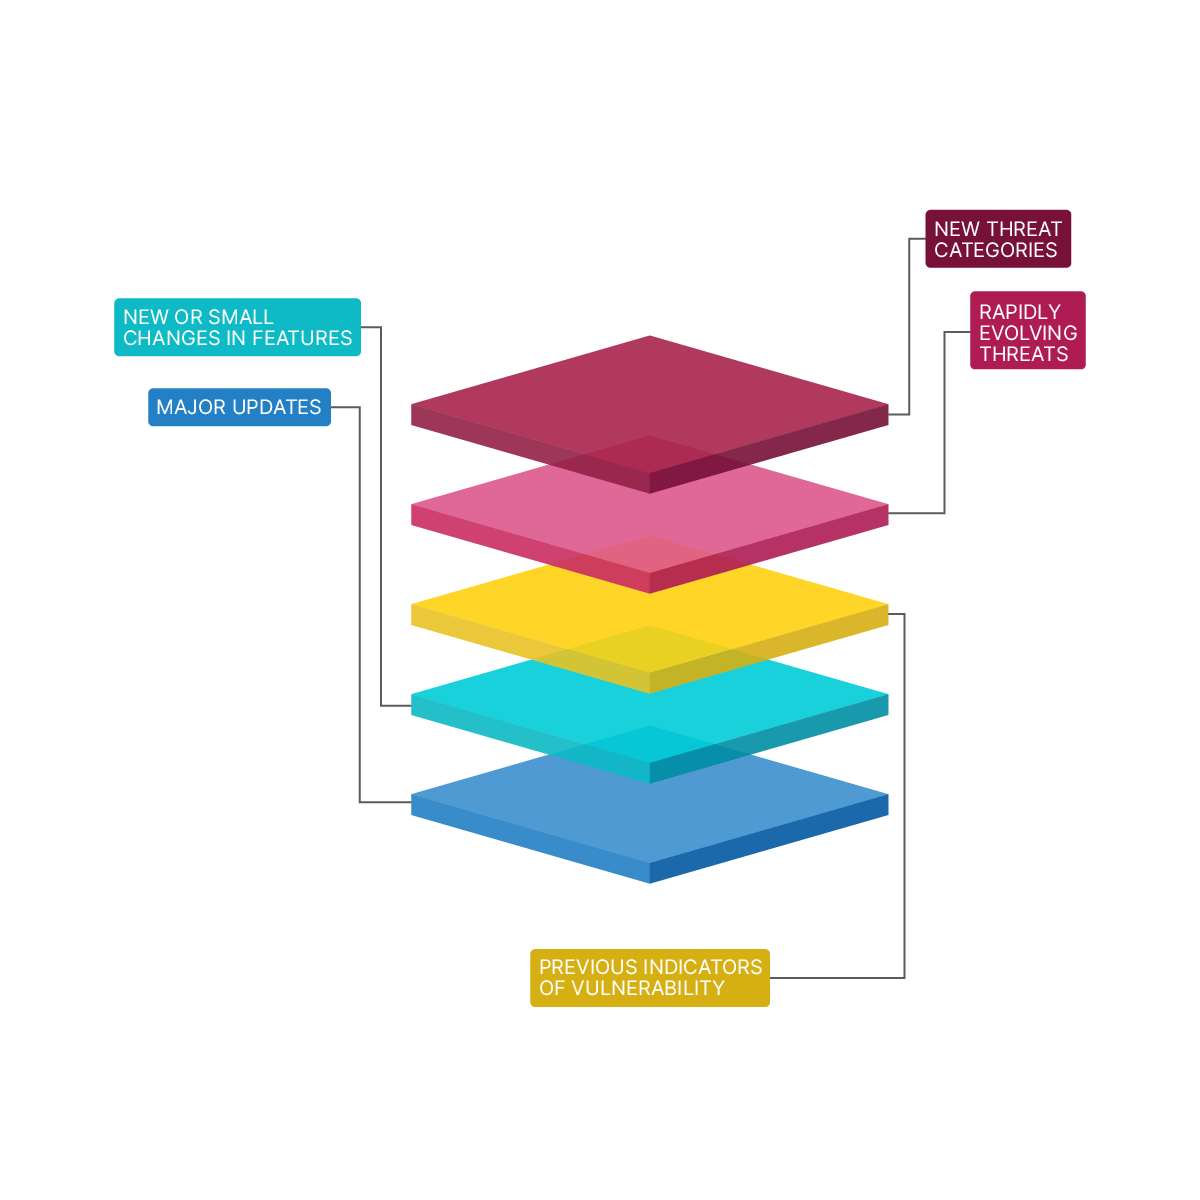 NEW THREAT
CATEGORIES
RAPIDLY
EVOLVING
THREATS
NEW OR SMALL
CHANGES IN FEATURES
MAJOR UPDATES
PREVIOUS INDICATORS
OF VULNERABILITY